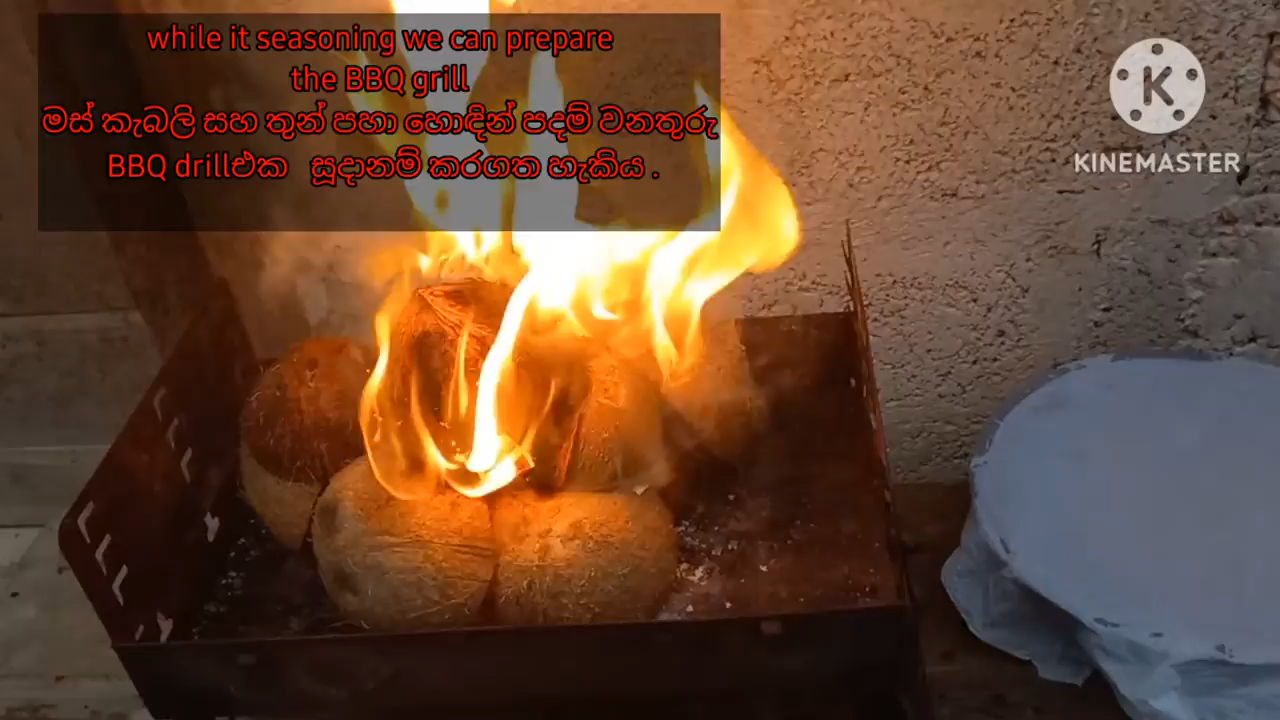 while it seasoning we can prepare
the BBQ grill
මස් කැබලි සහ තුන් පහා හොඳින් පදම් වනතුරු
BBQ drillඑක සූදානම් කරගත හැකිය .
K
KINEMASTER